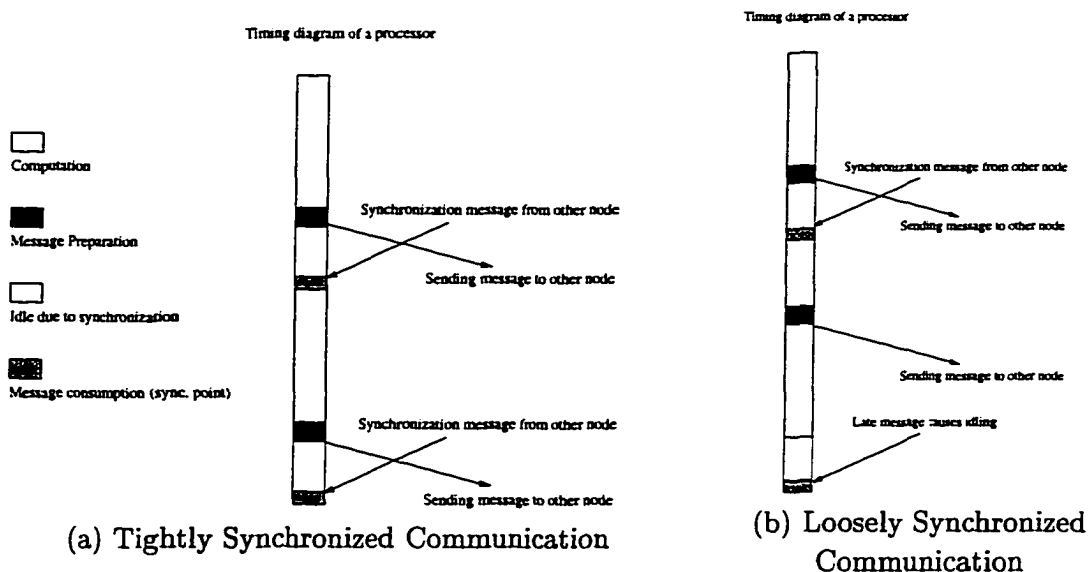 Timing diagram of a processor
Computation
Message Preparation
Idle due to synchronization
Message consumption (sync. point)
Synchronization message from other node
Sending message to other node
Synchronization message from other node
Sending message to other node
(a) Tightly Synchronized Communication
Timing diagram of a processor
Synchronization message from other node
Sending message to other node
Sending message to other node
Late message causes idling
(b) Loosely Synchronized
Communication